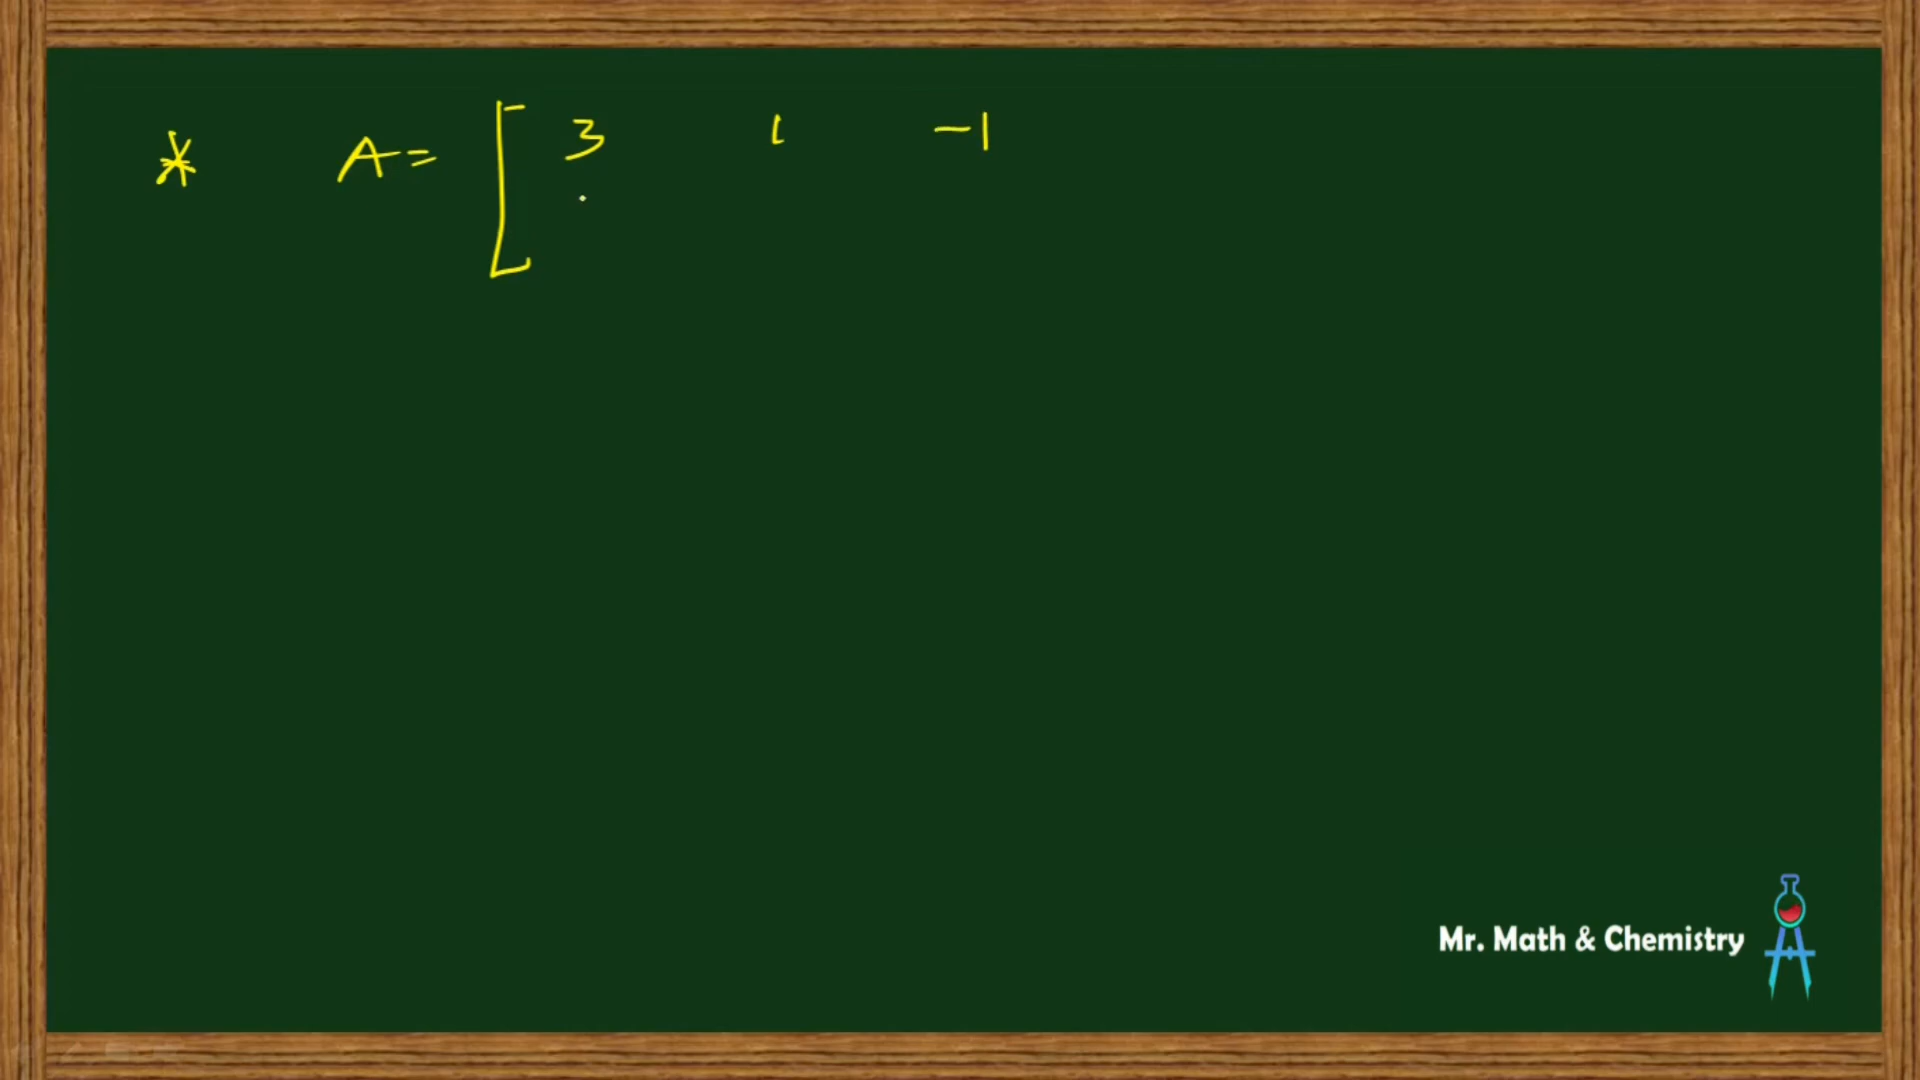 * A = [ 3 1 -1
Mr. Math & Chemistry